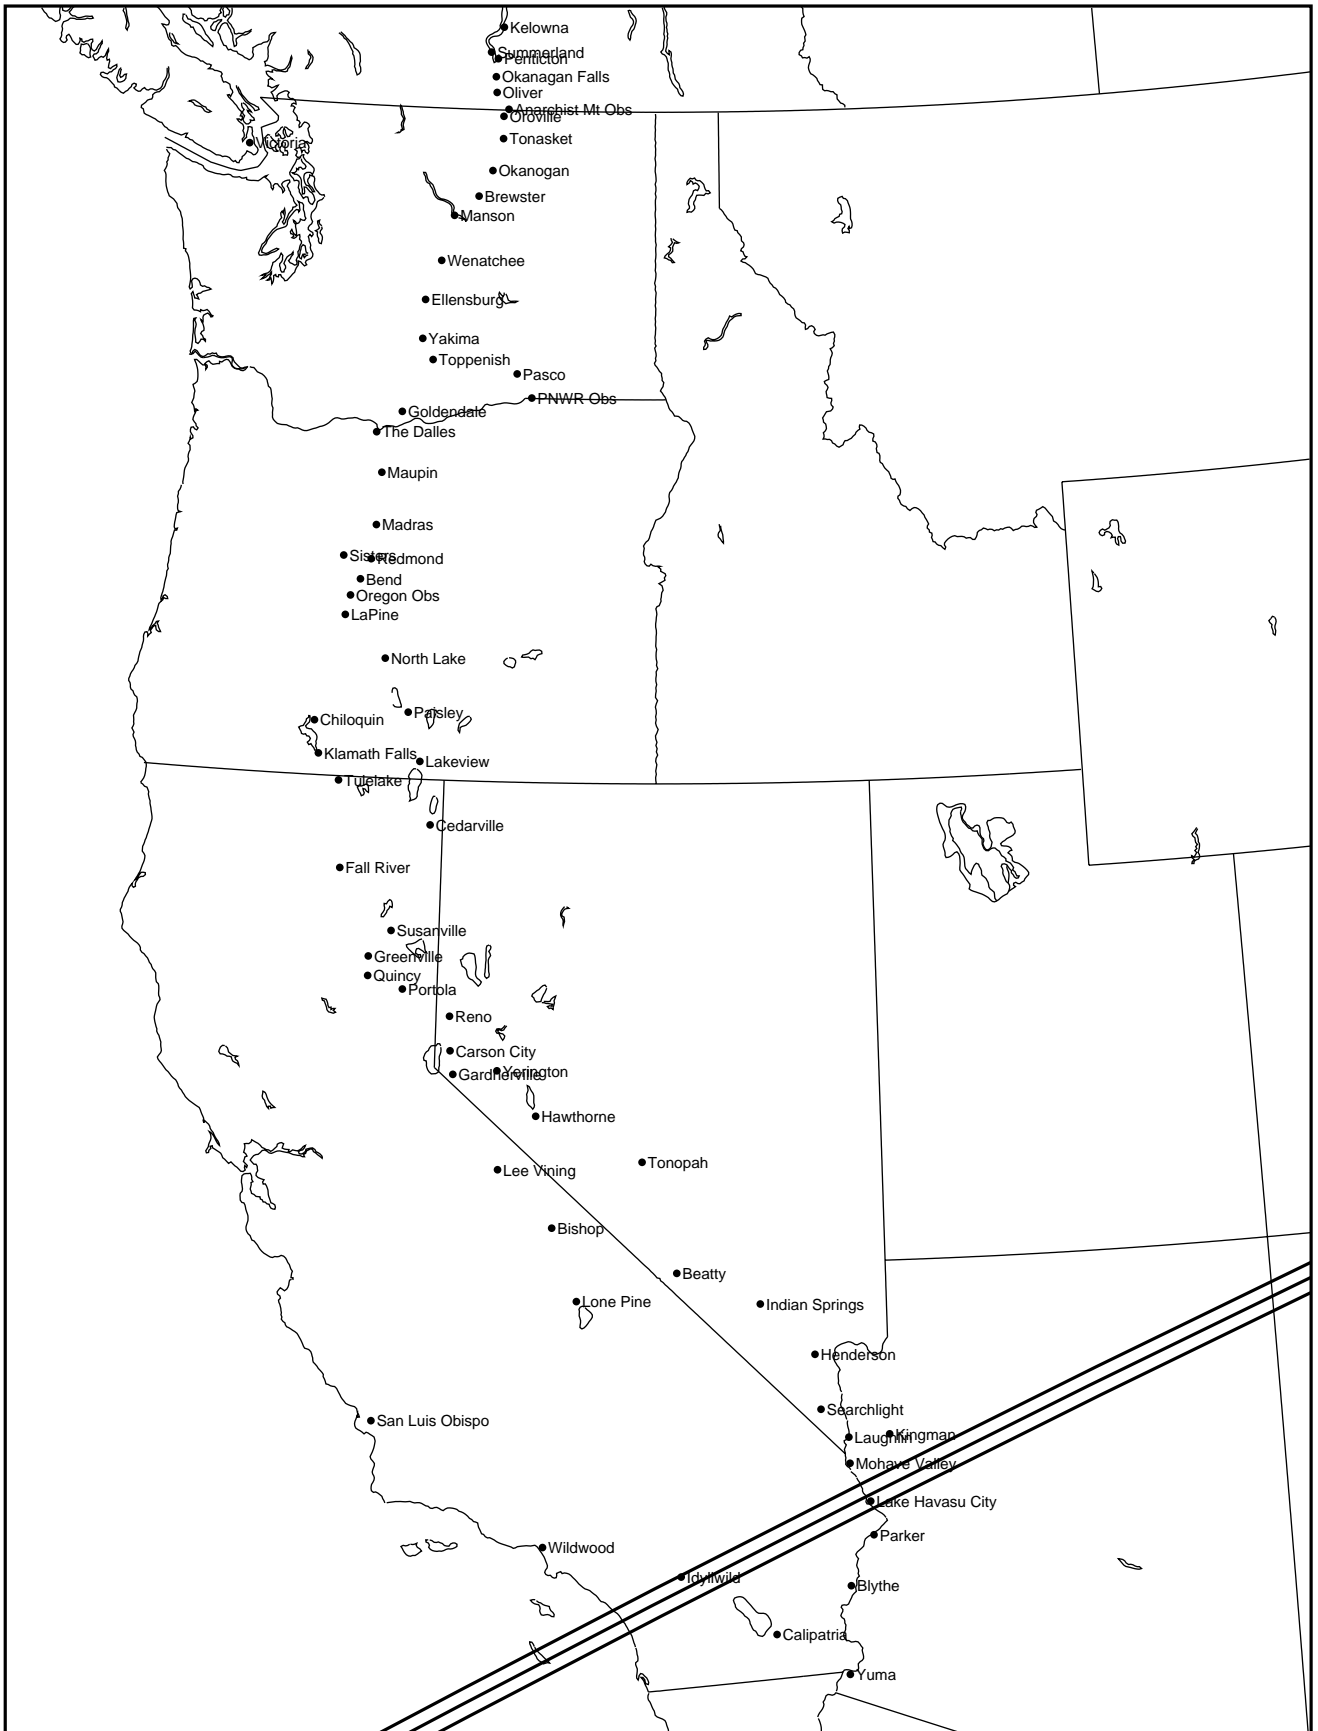 Kelowna
Summerland
Penticton
Okanagan Falls
Oliver
Anarchist Mt Obs
Oroville
Tonasket
Victoria
Okanogan
Brewster
Manson
Wenatchee
Ellensburg
Yakima
Toppenish
Pasco
PNWR Obs
Goldendale
The Dalles
Maupin
Madras
Sisters
Redmond
Bend
Oregon Obs
LaPine
North Lake
Paisley
Chiloquin
Klamath Falls
Lakeview
Tulelake
Cedarville
Fall River
Susanville
Greenville
Quincy
Portola
Reno
Carson City
Yerington
Gardnerville
Hawthorne
Tonopah
Lee Vining
Bishop
Beatty
Lone Pine
Indian Springs
Henderson
Searchlight
San Luis Obispo
Kingman
Laughlin
Mohave Valley
Lake Havasu City
Parker
Wildwood
Idyllwild
Blythe
Calipatria
Yuma